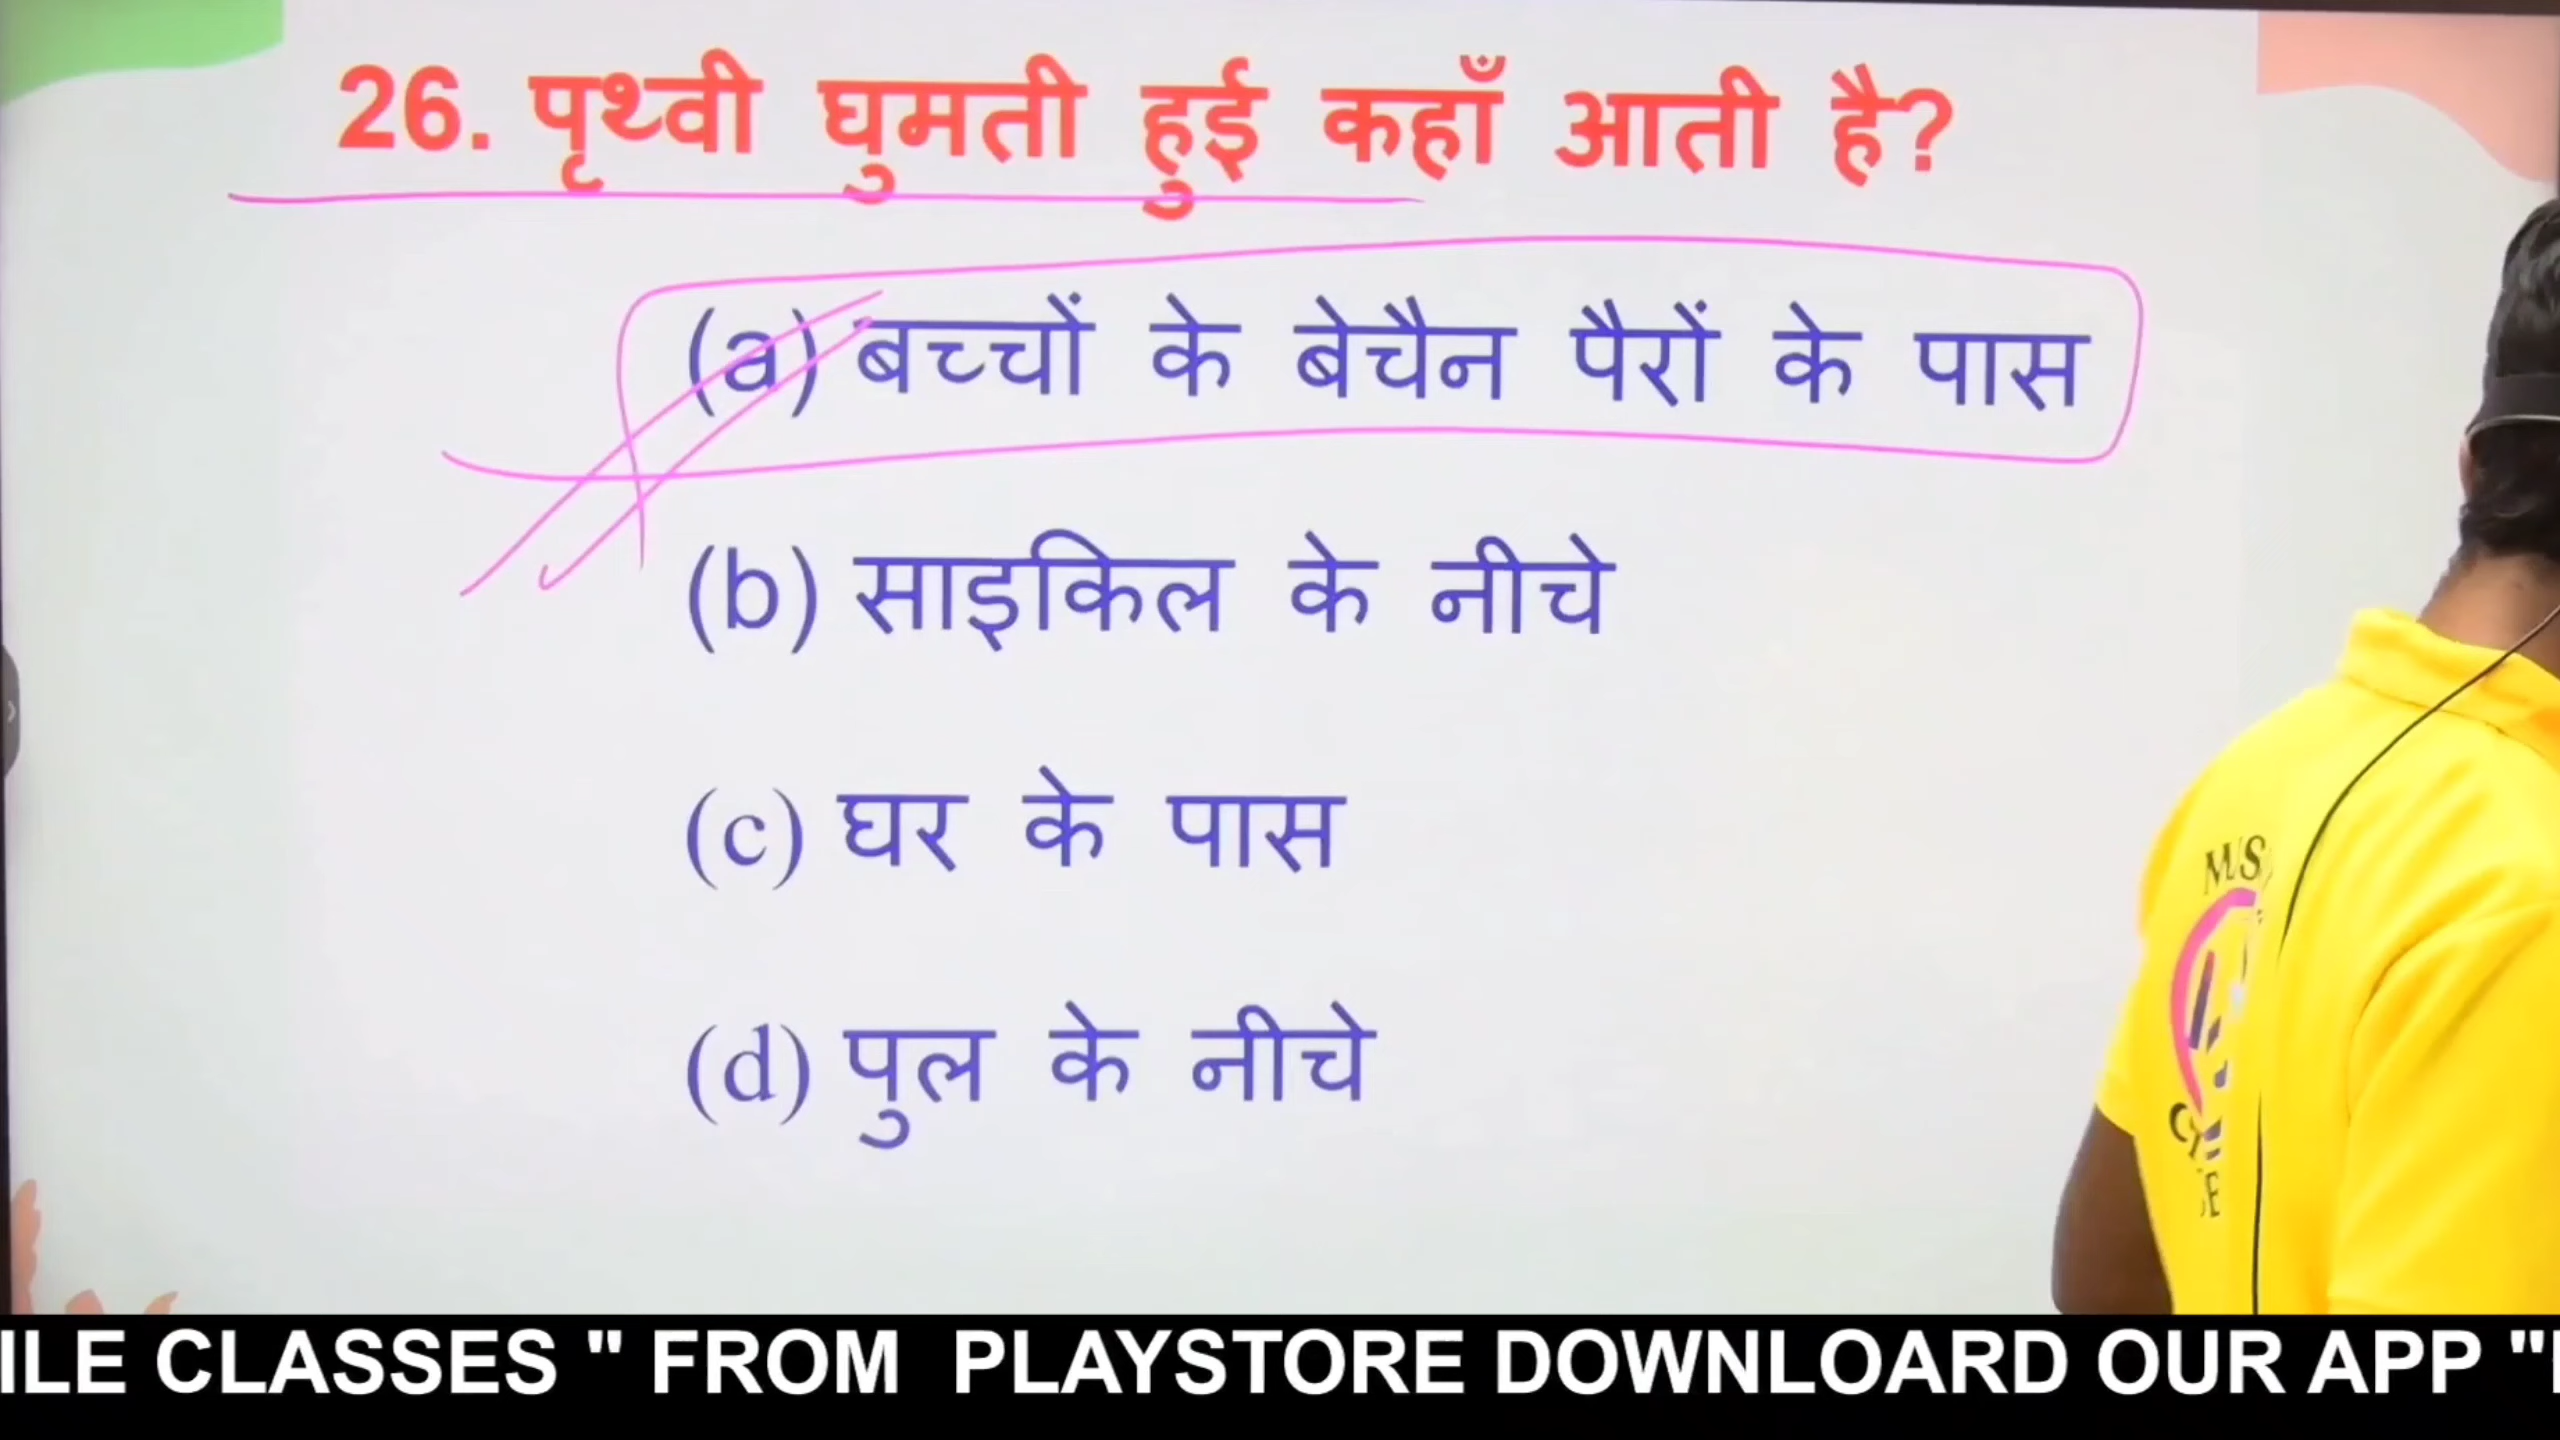 26. पृथ्वी घुमती हुई कहाँ आती है?
(a) बच्चों के बेचैन पैरों के पास
(b) साइकिल के नीचे
(c) घर के पास
(d) पुल के नीचे
ILE CLASSES " FROM PLAYSTORE DOWNLOARD OUR APP "